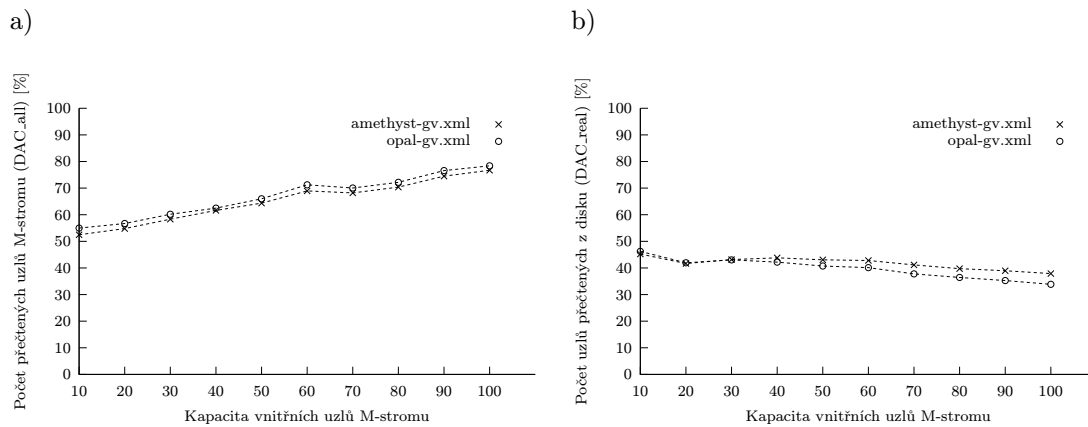 a)
Počet přečtených uzlů M-stromu (DAC_all) [%]
100
90
80
70
60
50
40
30
20
10
0
amethyst-gv.xml
opal-gv.xml
10 20 30 40 50 60 70 80 90 100
Kapacita vnitřních uzlů M-stromu
b)
Počet uzlů přečtených z disku (DAC_real) [%]
100
90
80
70
60
50
40
30
20
10
0
amethyst-gv.xml
opal-gv.xml
10 20 30 40 50 60 70 80 90 100
Kapacita vnitřních uzlů M-stromu